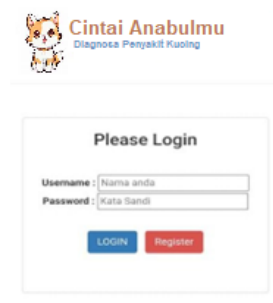 Cintai Anabulmu
Diagnosa Penyakit Kucing
Please Login
Username : Nama anda
Password : Kata Sandi
LOGIN Register